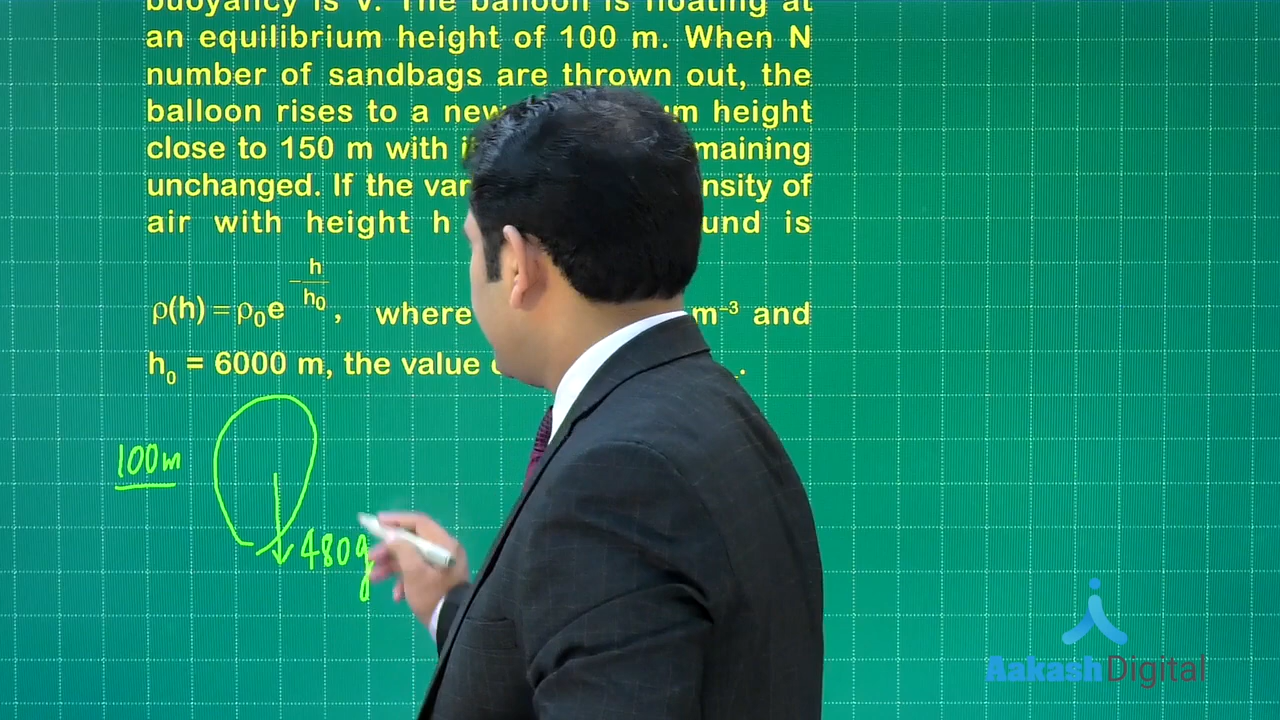 buoyancy is V. The balloon is floating at
an equilibrium height of 100 m. When N
number of sandbags are thrown out, the
balloon rises to a new um height
close to 150 m with maining
unchanged. If the var nsity of
air with height h und is
ρ(h) = ρ₀e^(-h/h₀), where m⁻³ and
h₀ = 6000 m, the value .
100m
480g
AakashDigital